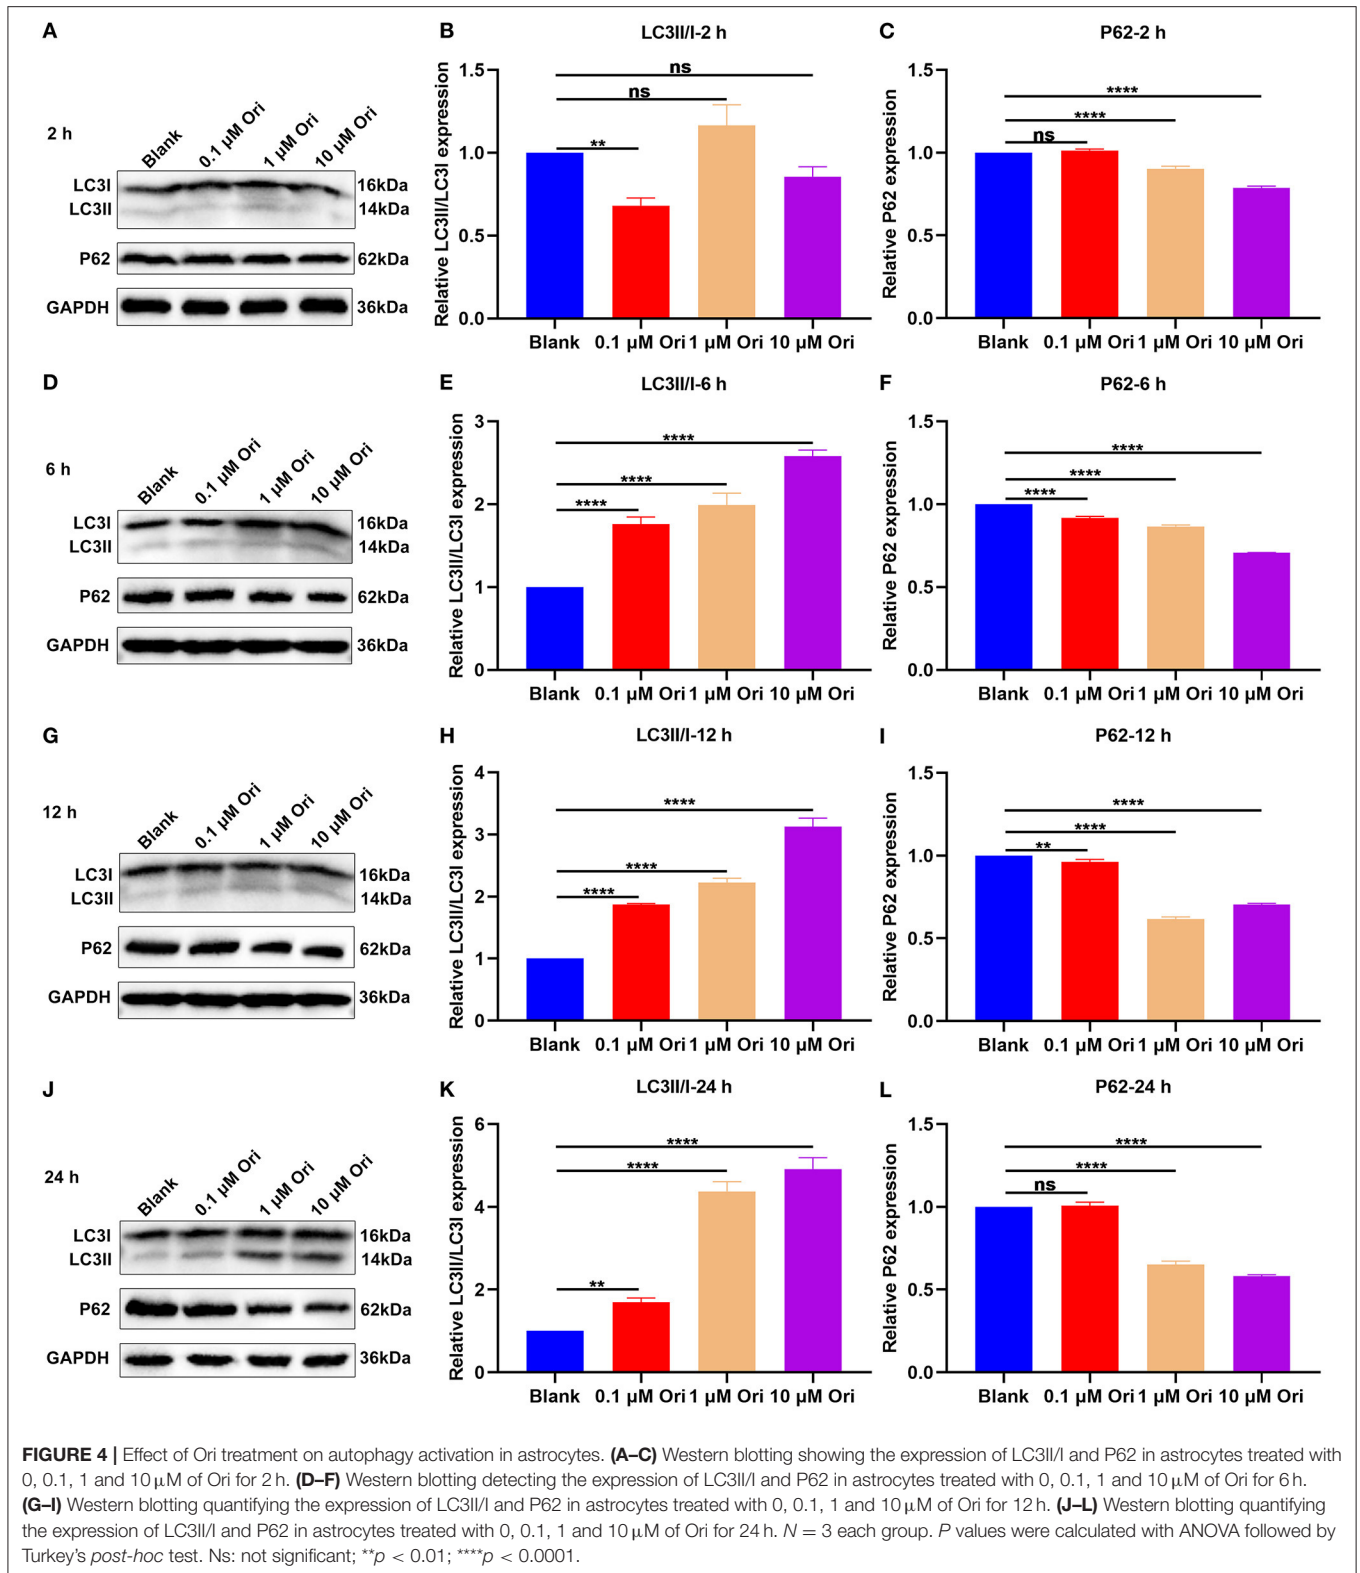 A
2 h
Blank
0.1 µM Ori
1 µM Ori
10 µM Ori
LC3I
16kDa
LC3II
14kDa
P62
62kDa
GAPDH
36kDa
B
LC3II/I-2 h
Relative LC3II/LC3I expression
1.5
1.0
0.5
0.0
ns
ns
**
Blank 0.1 µM Ori 1 µM Ori 10 µM Ori
C
P62-2 h
Relative P62 expression
1.5
1.0
0.5
0.0
****
****
ns
Blank 0.1 µM Ori 1 µM Ori 10 µM Ori
D
6 h
Blank
0.1 µM Ori
1 µM Ori
10 µM Ori
LC3I
16kDa
LC3II
14kDa
P62
62kDa
GAPDH
36kDa
E
LC3II/I-6 h
Relative LC3II/LC3I expression
3
2
1
0
****
****
****
Blank 0.1 µM Ori 1 µM Ori 10 µM Ori
F
P62-6 h
Relative P62 expression
1.5
1.0
0.5
0.0
****
****
****
Blank 0.1 µM Ori 1 µM Ori 10 µM Ori
G
12 h
Blank
0.1 µM Ori
1 µM Ori
10 µM Ori
LC3I
16kDa
LC3II
14kDa
P62
62kDa
GAPDH
36kDa
H
LC3II/I-12 h
Relative LC3II/LC3I expression
4
3
2
1
0
****
****
****
Blank 0.1 µM Ori 1 µM Ori 10 µM Ori
I
P62-12 h
Relative P62 expression
1.5
1.0
0.5
0.0
****
****
**
Blank 0.1 µM Ori 1 µM Ori 10 µM Ori
J
24 h
Blank
0.1 µM Ori
1 µM Ori
10 µM Ori
LC3I
16kDa
LC3II
14kDa
P62
62kDa
GAPDH
36kDa
K
LC3II/I-24 h
Relative LC3II/LC3I expression
6
4
2
0
****
****
**
Blank 0.1 µM Ori 1 µM Ori 10 µM Ori
L
P62-24 h
Relative P62 expression
1.5
1.0
0.5
0.0
****
****
ns
Blank 0.1 µM Ori 1 µM Ori 10 µM Ori
FIGURE 4 | Effect of Ori treatment on autophagy activation in astrocytes. (A–C) Western blotting showing the expression of LC3II/I and P62 in astrocytes treated with
0, 0.1, 1 and 10 µM of Ori for 2 h. (D–F) Western blotting detecting the expression of LC3II/I and P62 in astrocytes treated with 0, 0.1, 1 and 10 µM of Ori for 6 h.
(G–I) Western blotting quantifying the expression of LC3II/I and P62 in astrocytes treated with 0, 0.1, 1 and 10 µM of Ori for 12 h. (J–L) Western blotting quantifying
the expression of LC3II/I and P62 in astrocytes treated with 0, 0.1, 1 and 10 µM of Ori for 24 h. N = 3 each group. P values were calculated with ANOVA followed by
Turkey's post-hoc test. Ns: not significant; **p < 0.01; ****p < 0.0001.